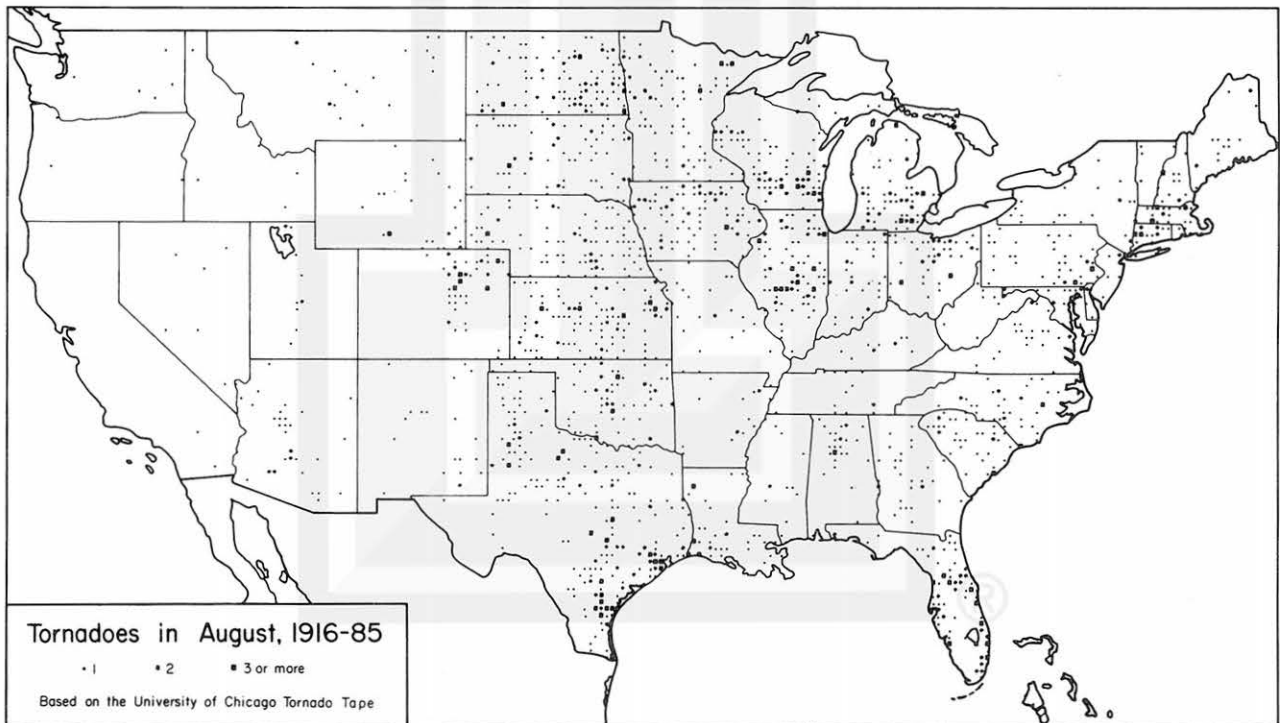 Tornadoes in August, 1916-85
1 2 3 or more
Based on the University of Chicago Tornado Tape
®